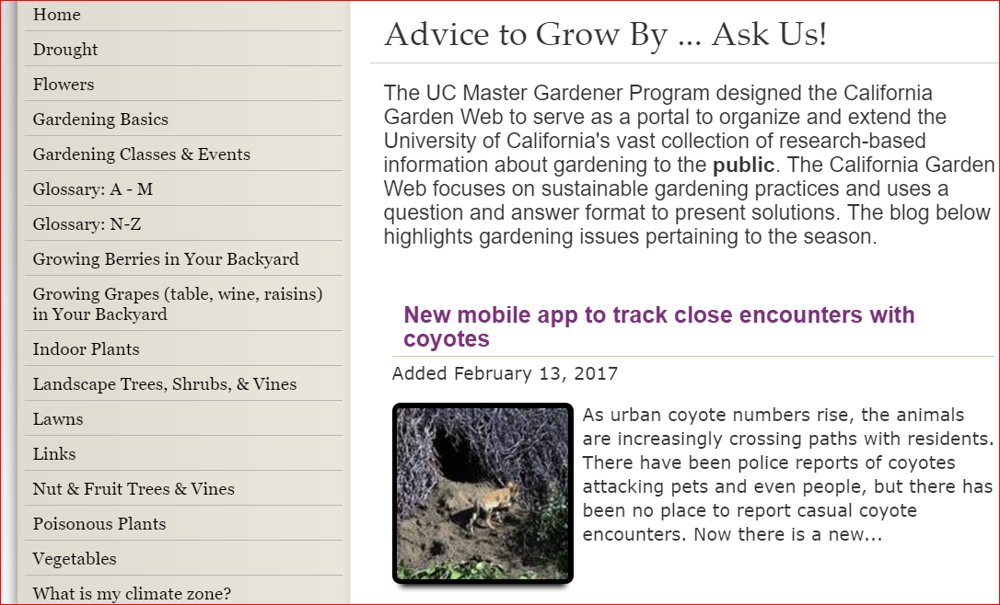 Home
Drought
Flowers
Gardening Basics
Gardening Classes & Events
Glossary: A - M
Glossary: N-Z
Growing Berries in Your Backyard
Growing Grapes (table, wine, raisins)
in Your Backyard
Indoor Plants
Landscape Trees, Shrubs, & Vines
Lawns
Links
Nut & Fruit Trees & Vines
Poisonous Plants
Vegetables
What is my climate zone?
Advice to Grow By ... Ask Us!
The UC Master Gardener Program designed the California
Garden Web to serve as a portal to organize and extend the
University of California's vast collection of research-based
information about gardening to the public. The California Garden
Web focuses on sustainable gardening practices and uses a
question and answer format to present solutions. The blog below
highlights gardening issues pertaining to the season.
New mobile app to track close encounters with
coyotes
Added February 13, 2017
As urban coyote numbers rise, the animals
are increasingly crossing paths with residents.
There have been police reports of coyotes
attacking pets and even people, but there has
been no place to report casual coyote
encounters. Now there is a new...